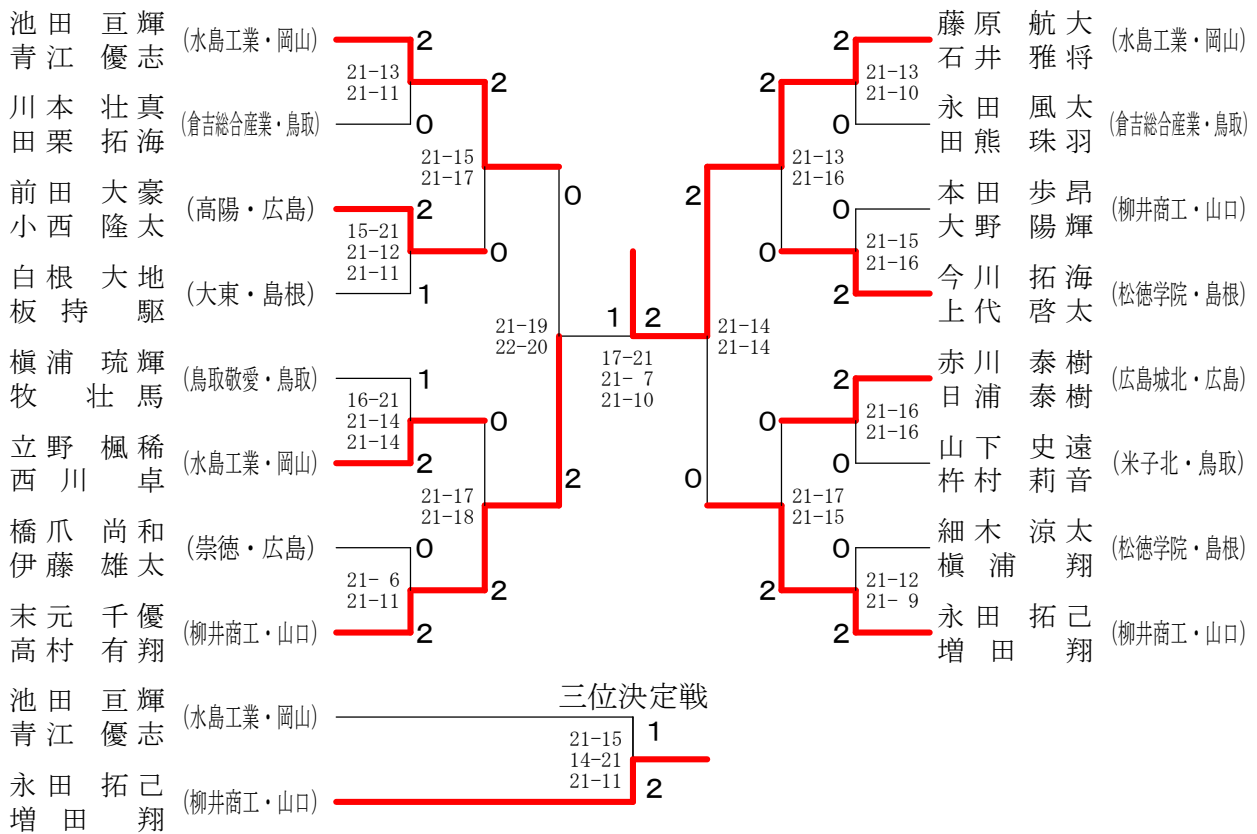 池田 亘輝
青江 優志
(水島工業・岡山)
2
21-13
21-11
川本 壮真
田栗 拓海
(倉吉総合産業・鳥取)
0
2
21-15
21-17
前田 大豪
小西 隆太
(高陽・広島)
2
15-21
21-12
21-11
白根 大地
板持 駆
(大東・島根)
1
0
0
21-19
22-20
槇浦 琉輝
牧 壮馬
(鳥取敬愛・鳥取)
1
16-21
21-14
21-14
立野 楓稀
西川 卓
(水島工業・岡山)
2
0
21-17
21-18
橋爪 尚和
伊藤 雄太
(崇徳・広島)
0
21- 6
21-11
末元 千優
高村 有翔
(柳井商工・山口)
2
2
2
1 2
17-21
21- 7
21-10
藤原 航大
石井 雅将
(水島工業・岡山)
2
21-13
21-10
永田 風太
田熊 珠羽
(倉吉総合産業・鳥取)
0
2
21-13
21-16
本田 歩昂
大野 陽輝
(柳井商工・山口)
0
21-15
21-16
今川 拓海
上代 啓太
(松徳学院・島根)
2
0
2
21-14
21-14
赤川 泰樹
日浦 泰樹
(広島城北・広島)
2
21-16
21-16
山下 史遠
杵村 莉音
(米子北・鳥取)
0
0
21-17
21-15
細木 涼太
槇浦 翔
(松徳学院・島根)
0
21-12
21- 9
永田 拓己
増田 翔
(柳井商工・山口)
2
2
0
三位決定戦
池田 亘輝
青江 優志
(水島工業・岡山)
1
21-15
14-21
21-11
永田 拓己
増田 翔
(柳井商工・山口)
2